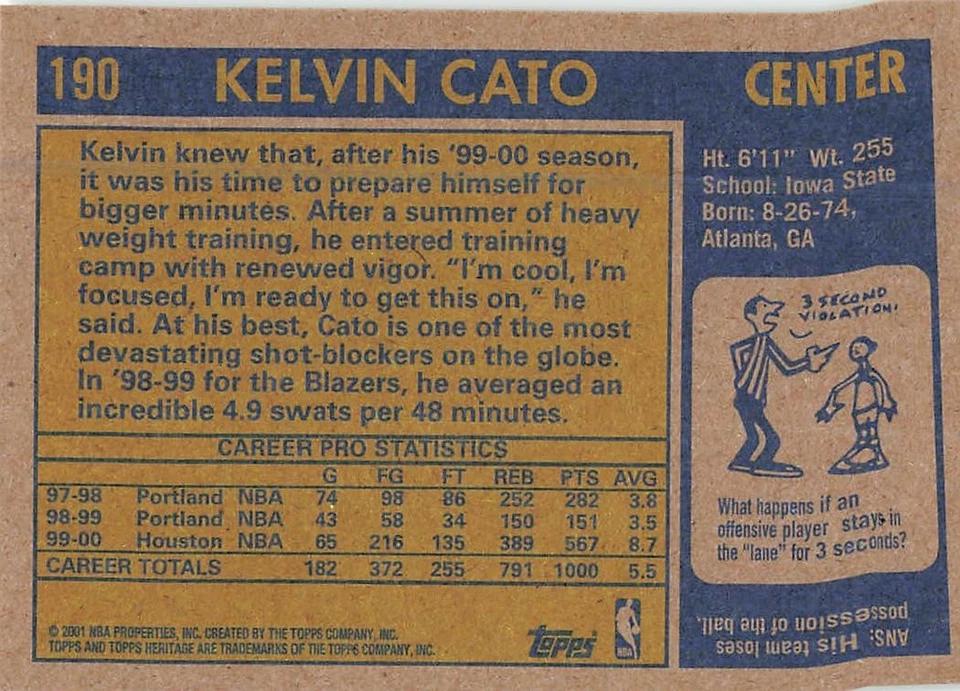 190 KELVIN CATO CENTER
Kelvin knew that, after his '99-00 season,
it was his time to prepare himself for
bigger minutes. After a summer of heavy
weight training, he entered training
camp with renewed vigor. "I'm cool, I'm
focused, I'm ready to get this on," he
said. At his best, Cato is one of the most
devastating shot-blockers on the globe.
In '98-99 for the Blazers, he averaged an
incredible 4.9 swats per 48 minutes.
CAREER PRO STATISTICS
G FG FT REB PTS AVG
97-98 Portland NBA 74 98 86 252 282 3.8
98-99 Portland NBA 43 58 34 150 151 3.5
99-00 Houston NBA 65 216 135 389 567 8.7
CAREER TOTALS 182 372 255 791 1000 5.5
© 2001 NBA PROPERTIES, INC. CREATED BY THE TOPPS COMPANY, INC.
TOPPS AND TOPPS HERITAGE ARE TRADEMARKS OF THE TOPPS COMPANY, INC.
topps
NBA
Ht. 6'11" Wt. 255
School: Iowa State
Born: 8-26-74,
Atlanta, GA
3 SECOND
VIOLATION.
What happens if an
offensive player stays in
the "lane" for 3 seconds?
ANS: His team loses
possession of the ball.